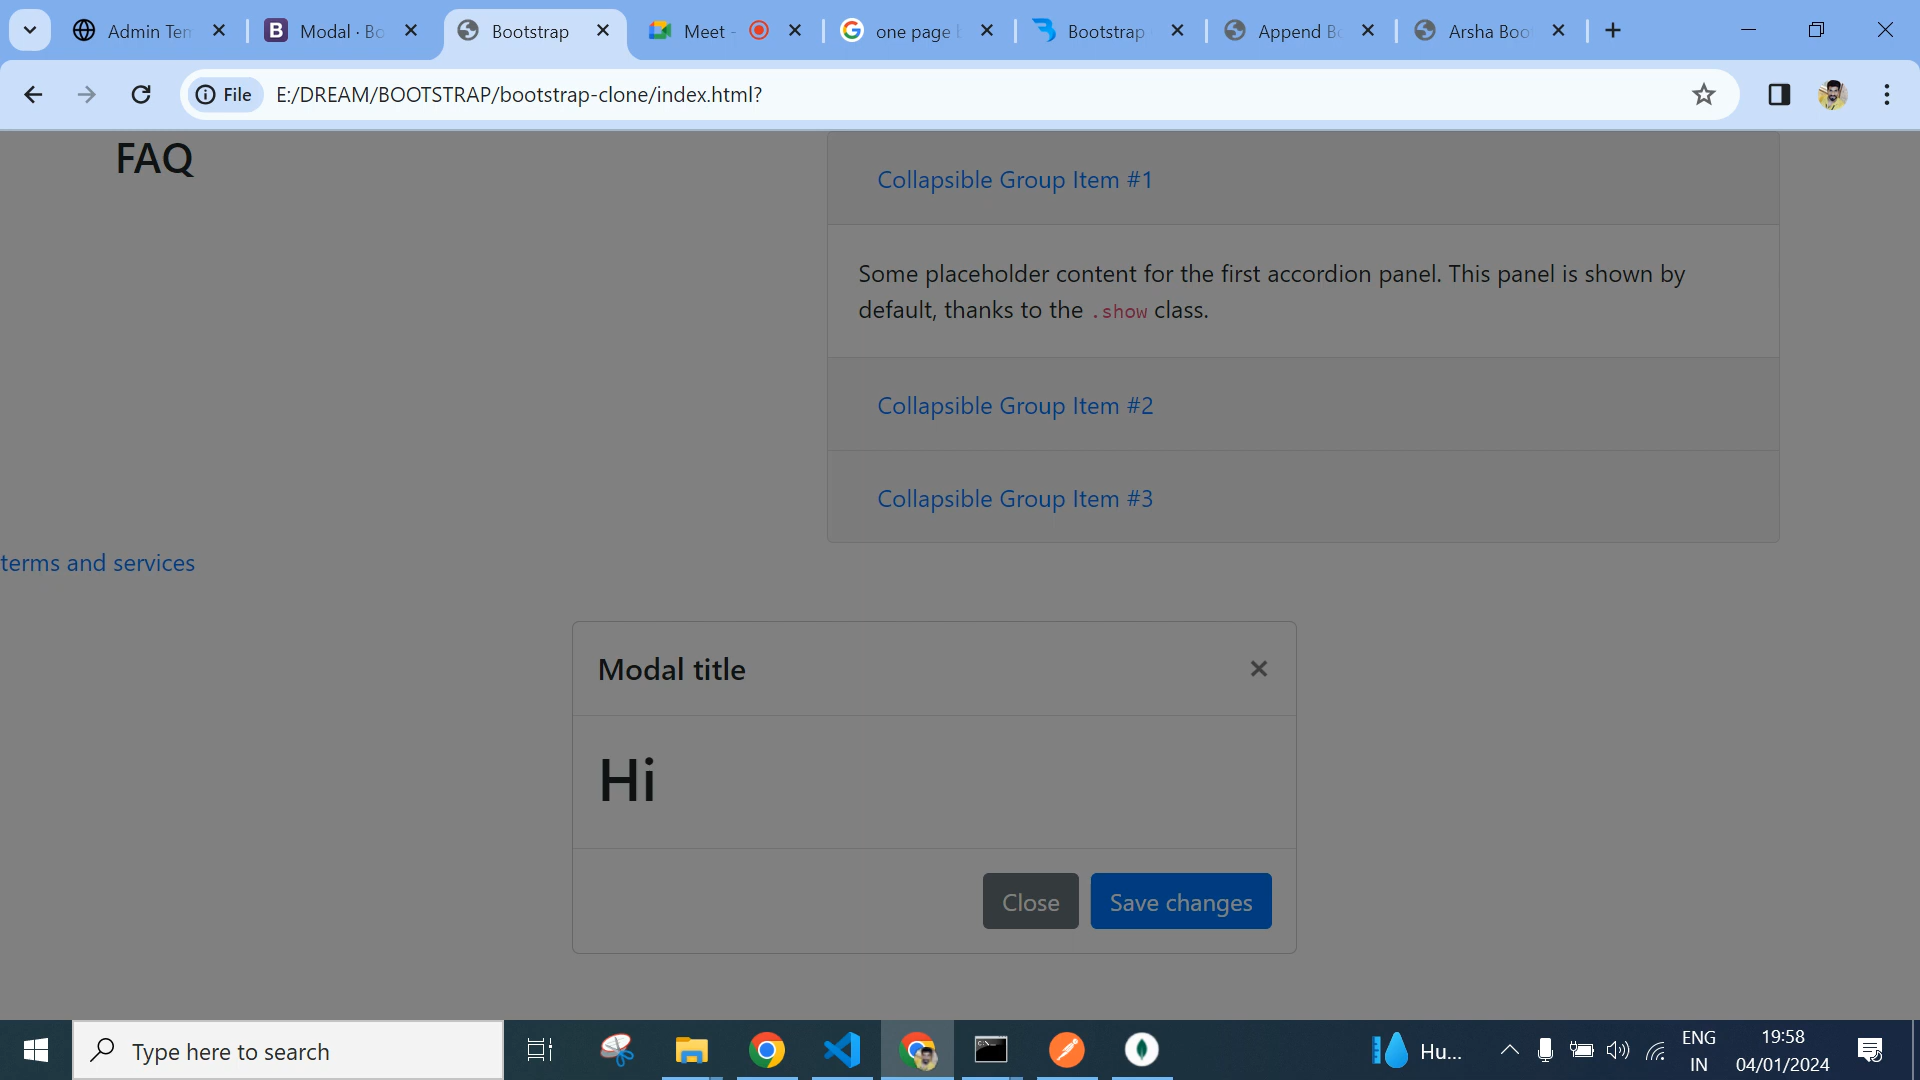 Admin Ten
Modal · Bo
Bootstrap
Meet -
one page b
Bootstrap
Append Bo
Arsha Boo
File
E:/DREAM/BOOTSTRAP/bootstrap-clone/index.html?
FAQ
Collapsible Group Item #1
Some placeholder content for the first accordion panel. This panel is shown by
default, thanks to the .show class.
Collapsible Group Item #2
Collapsible Group Item #3
terms and services
Modal title
Hi
Close
Save changes
Type here to search
Hu...
ENG
IN
19:58
04/01/2024